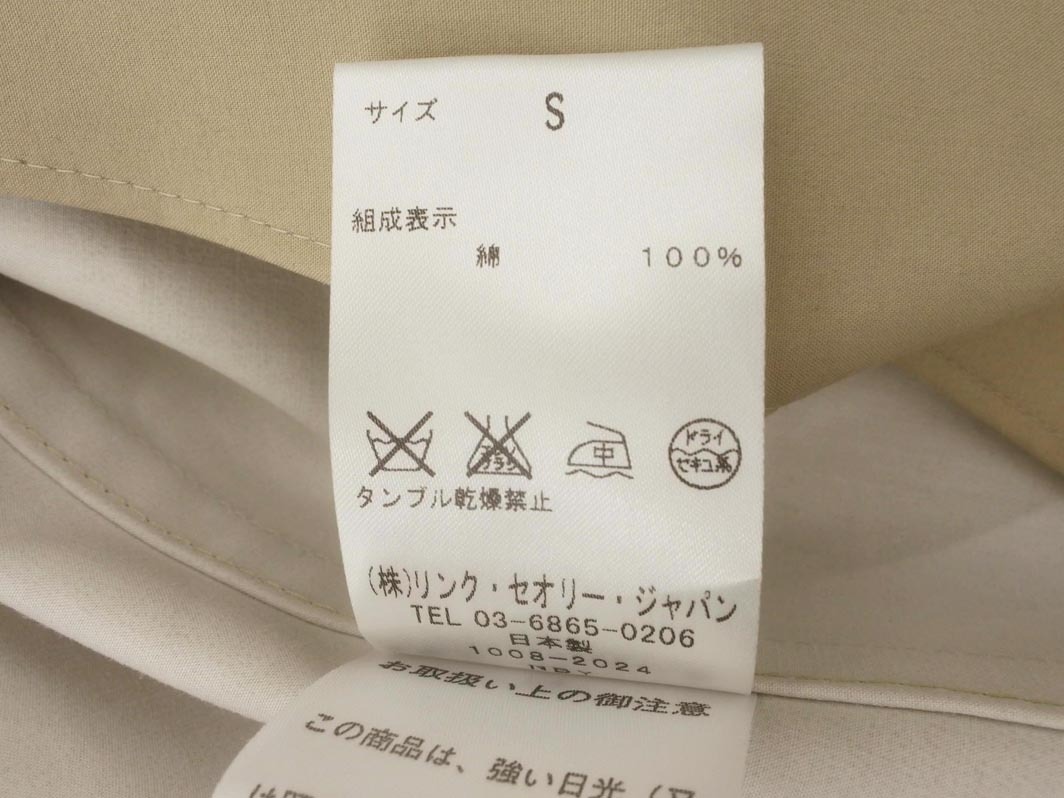 サイズ S
組成表示
綿 100%
中 ドライ セキユ系
タンブル乾燥禁止
(株)リンク・セオリー・ジャパン
TEL 03-6865-0206
日本製
1008-2024
お取扱い上の御注意
この商品は、強い日光(又
は